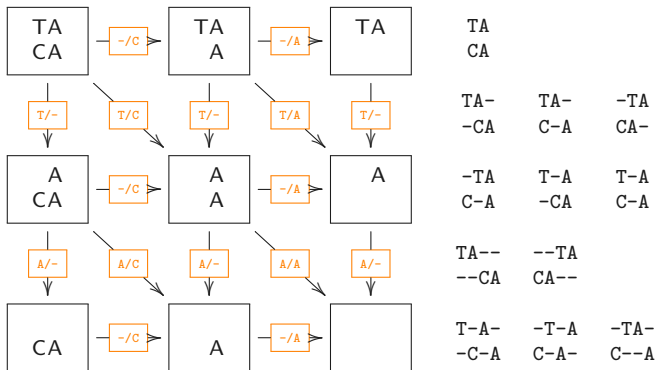 TA TA TA
CA -/C A -/A
T/- T/C T/- T/A T/-
A A A
CA -/C A -/A
A/- A/C A/- A/A A/-
CA -/C A -/A
TA
CA
TA- TA- -TA
-CA C-A CA-
-TA T-A T-A
C-A -CA C-A
TA-- --TA
--CA CA--
T-A- -T-A -TA-
-C-A C-A- C--A